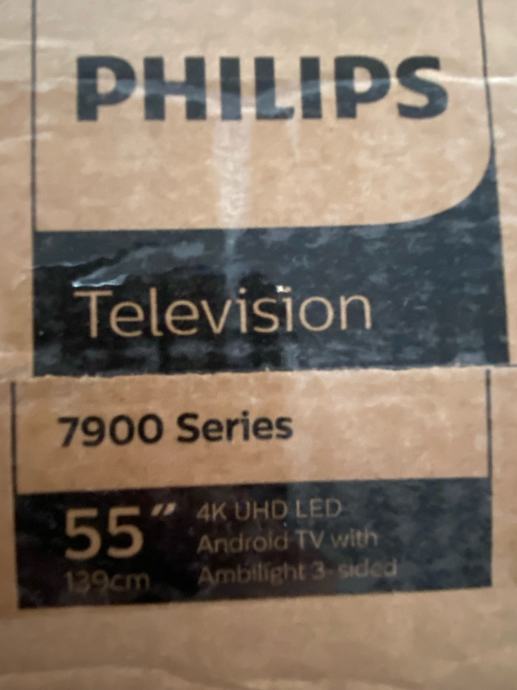 PHILIPS
Television
7900 Series
55"
139cm
4K UHD LED
Android TV with
Ambilight 3-sided